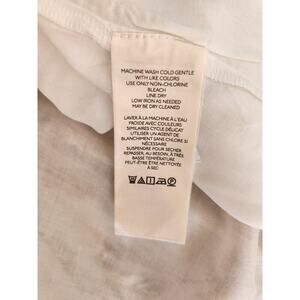 MACHINE WASH COLD GENTLE
WITH LIKE COLORS
USE ONLY NON-CHLORINE
BLEACH
LINE DRY
LOW IRON AS NEEDED
MAY BE DRY CLEANED
LAVER À LA MACHINE À L'EAU
FROIDE AVEC COULEURS
SIMILAIRES CYCLE DÉLICAT
UTILISER UN AGENT DE
BLANCHIMENT SANS CHLORE SI
NÉCESSAIRE
SUSPENDRE POUR SÉCHER
REPASSER, AU BESOIN, À TRÈS
BASSE TEMPÉRATURE
PEUT-ÊTRE ÊTRE NETTOYÉ
À SEC